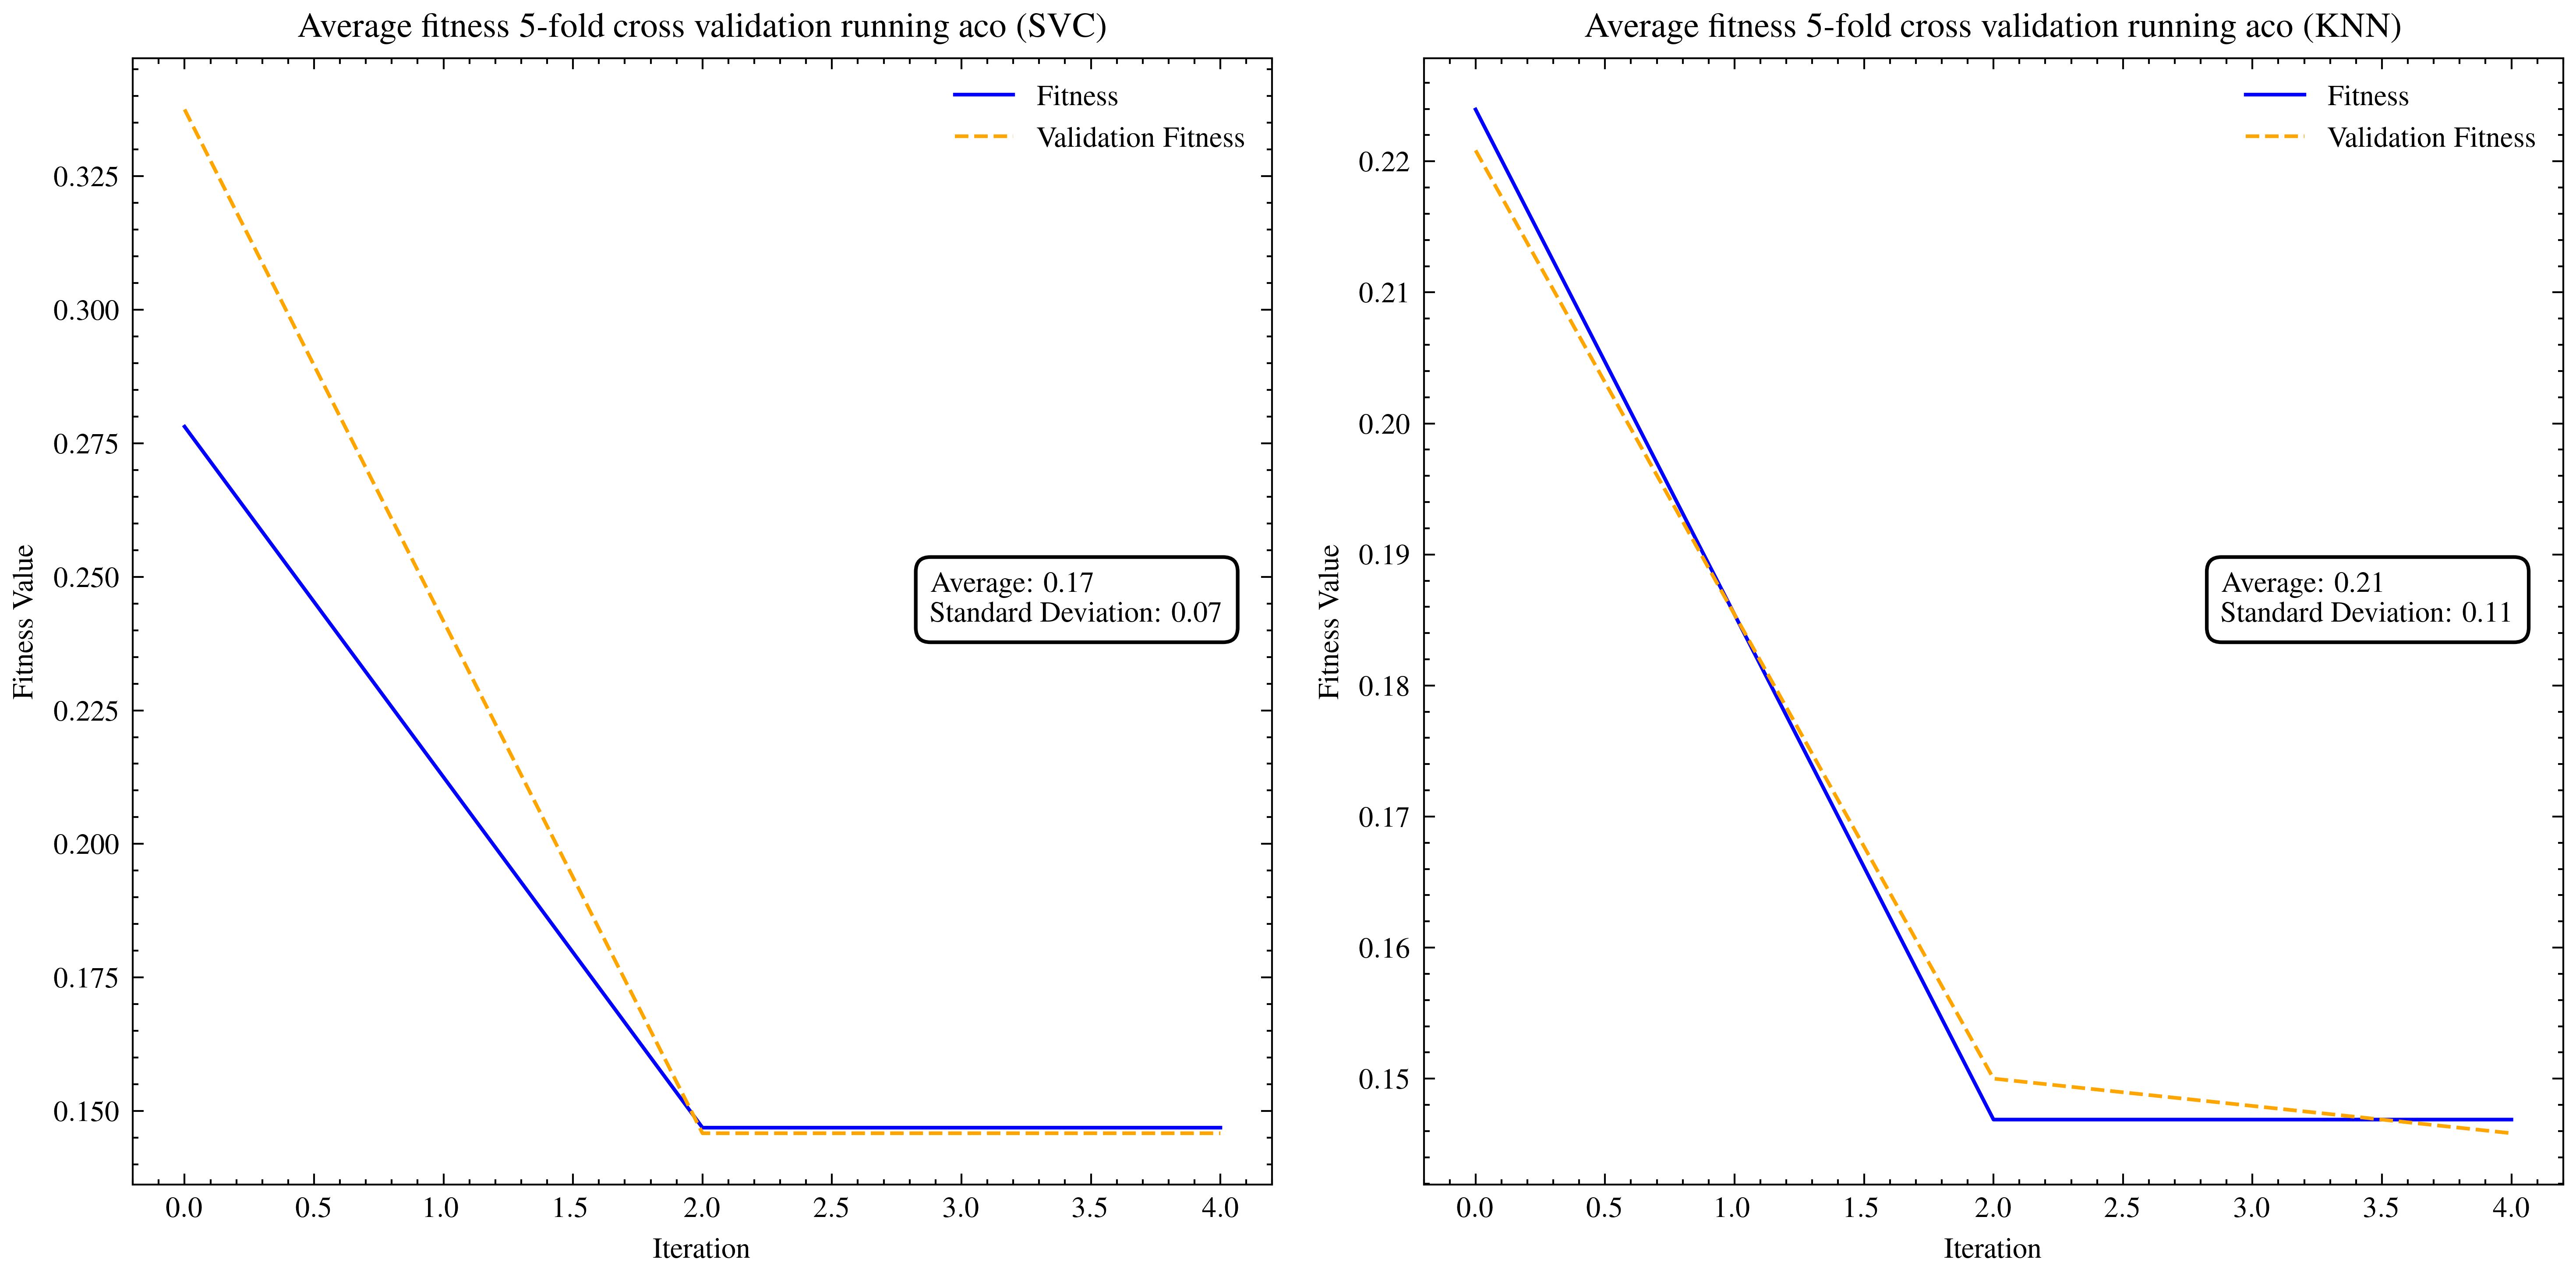 Average fitness 5-fold cross validation running aco (SVC)
Fitness
Validation Fitness
0.325
0.300
0.275
0.250
0.225
0.200
0.175
0.150
Fitness Value
Average: 0.17
Standard Deviation: 0.07
0.0 0.5 1.0 1.5 2.0 2.5 3.0 3.5 4.0
Iteration
Average fitness 5-fold cross validation running aco (KNN)
Fitness
Validation Fitness
0.22
0.21
0.20
0.19
0.18
0.17
0.16
0.15
Fitness Value
Average: 0.21
Standard Deviation: 0.11
0.0 0.5 1.0 1.5 2.0 2.5 3.0 3.5 4.0
Iteration